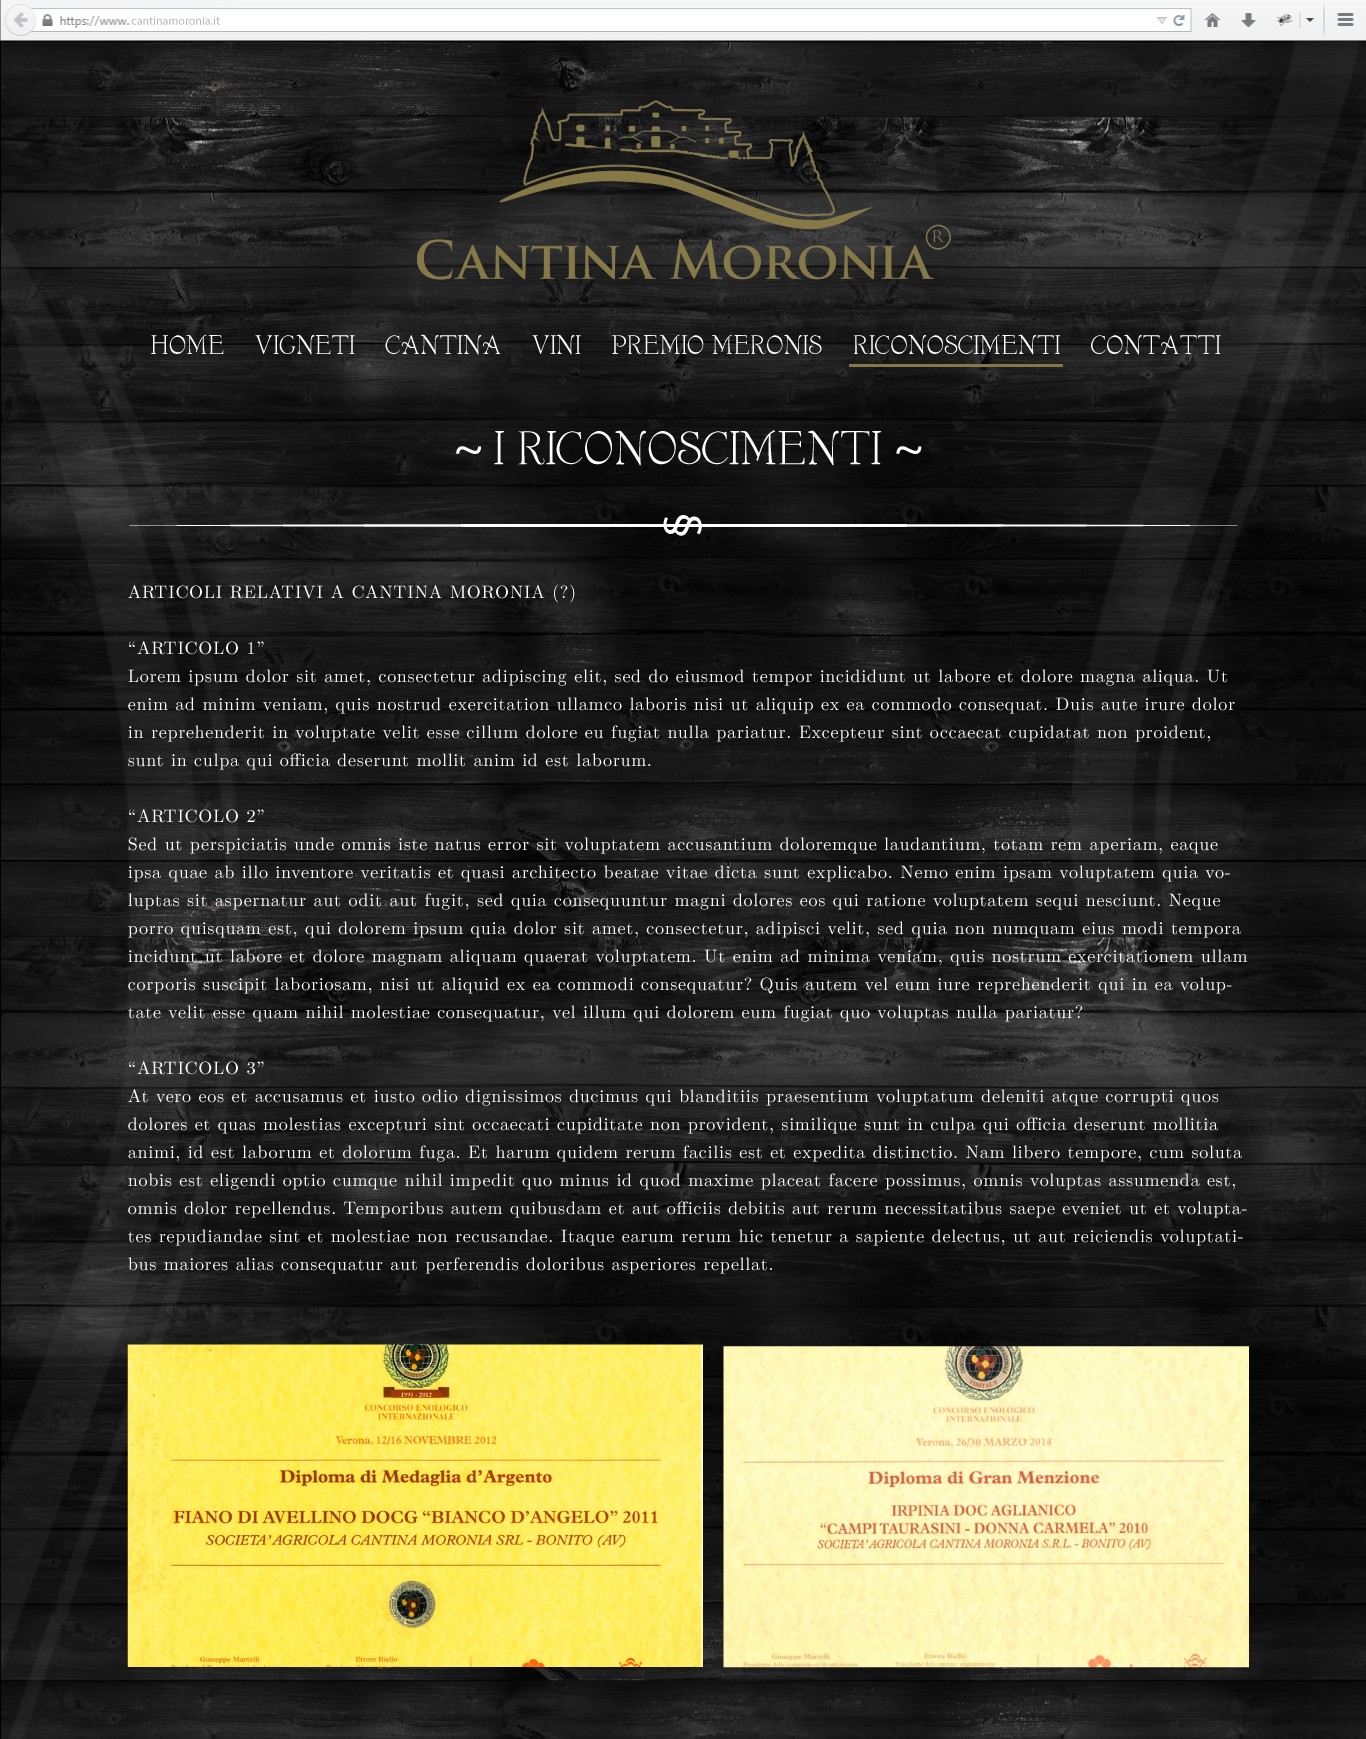 https://www.cantinamoronia.it
CANTINA MORONIA®
HOME VIGNETI CANTINA VINI PREMIO MERONIS RICONOSCIMENTI CONTATTI
~ I RICONOSCIMENTI ~
ARTICOLI RELATIVI A CANTINA MORONIA (?)
“ARTICOLO 1”
Lorem ipsum dolor sit amet, consectetur adipiscing elit, sed do eiusmod tempor incididunt ut labore et dolore magna aliqua. Ut
enim ad minim veniam, quis nostrud exercitation ullamco laboris nisi ut aliquip ex ea commodo consequat. Duis aute irure dolor
in reprehenderit in voluptate velit esse cillum dolore eu fugiat nulla pariatur. Excepteur sint occaecat cupidatat non proident,
sunt in culpa qui officia deserunt mollit anim id est laborum.
“ARTICOLO 2”
Sed ut perspiciatis unde omnis iste natus error sit voluptatem accusantium doloremque laudantium, totam rem aperiam, eaque
ipsa quae ab illo inventore veritatis et quasi architecto beatae vitae dicta sunt explicabo. Nemo enim ipsam voluptatem quia vo-
luptas sit aspernatur aut odit aut fugit, sed quia consequuntur magni dolores eos qui ratione voluptatem sequi nesciunt. Neque
porro quisquam est, qui dolorem ipsum quia dolor sit amet, consectetur, adipisci velit, sed quia non numquam eius modi tempora
incidunt ut labore et dolore magnam aliquam quaerat voluptatem. Ut enim ad minima veniam, quis nostrum exercitationem ullam
corporis suscipit laboriosam, nisi ut aliquid ex ea commodi consequatur? Quis autem vel eum iure reprehenderit qui in ea volup-
tate velit esse quam nihil molestiae consequatur, vel illum qui dolorem eum fugiat quo voluptas nulla pariatur?
“ARTICOLO 3”
At vero eos et accusamus et iusto odio dignissimos ducimus qui blanditiis praesentium voluptatum deleniti atque corrupti quos
dolores et quas molestias excepturi sint occaecati cupiditate non provident, similique sunt in culpa qui officia deserunt mollitia
animi, id est laborum et dolorum fuga. Et harum quidem rerum facilis est et expedita distinctio. Nam libero tempore, cum soluta
nobis est eligendi optio cumque nihil impedit quo minus id quod maxime placeat facere possimus, omnis voluptas assumenda est,
omnis dolor repellendus. Temporibus autem quibusdam et aut officiis debitis aut rerum necessitatibus saepe eveniet ut et volupta-
tes repudiandae sint et molestiae non recusandae. Itaque earum rerum hic tenetur a sapiente delectus, ut aut reiciendis voluptati-
bus maiores alias consequatur aut perferendis doloribus asperiores repellat.
1993 - 2012
CONCORSO ENOLOGICO
INTERNAZIONALE
Verona, 12/16 NOVEMBRE 2012
Diploma di Medaglia d’Argento
FIANO DI AVELLINO DOCG “BIANCO D’ANGELO” 2011
SOCIETA’ AGRICOLA CANTINA MORONIA SRL - BONITO (AV)
Giuseppe Martelli Ettore Riello
CONCORSO ENOLOGICO
INTERNAZIONALE
Verona, 26/30 MARZO 2014
Diploma di Gran Menzione
IRPINIA DOC AGLIANICO
“CAMPI TAURASINI - DONNA CARMELA” 2010
SOCIETA’ AGRICOLA CANTINA MORONIA S.R.L. - BONITO (AV)
Giuseppe Martelli Ettore Riello